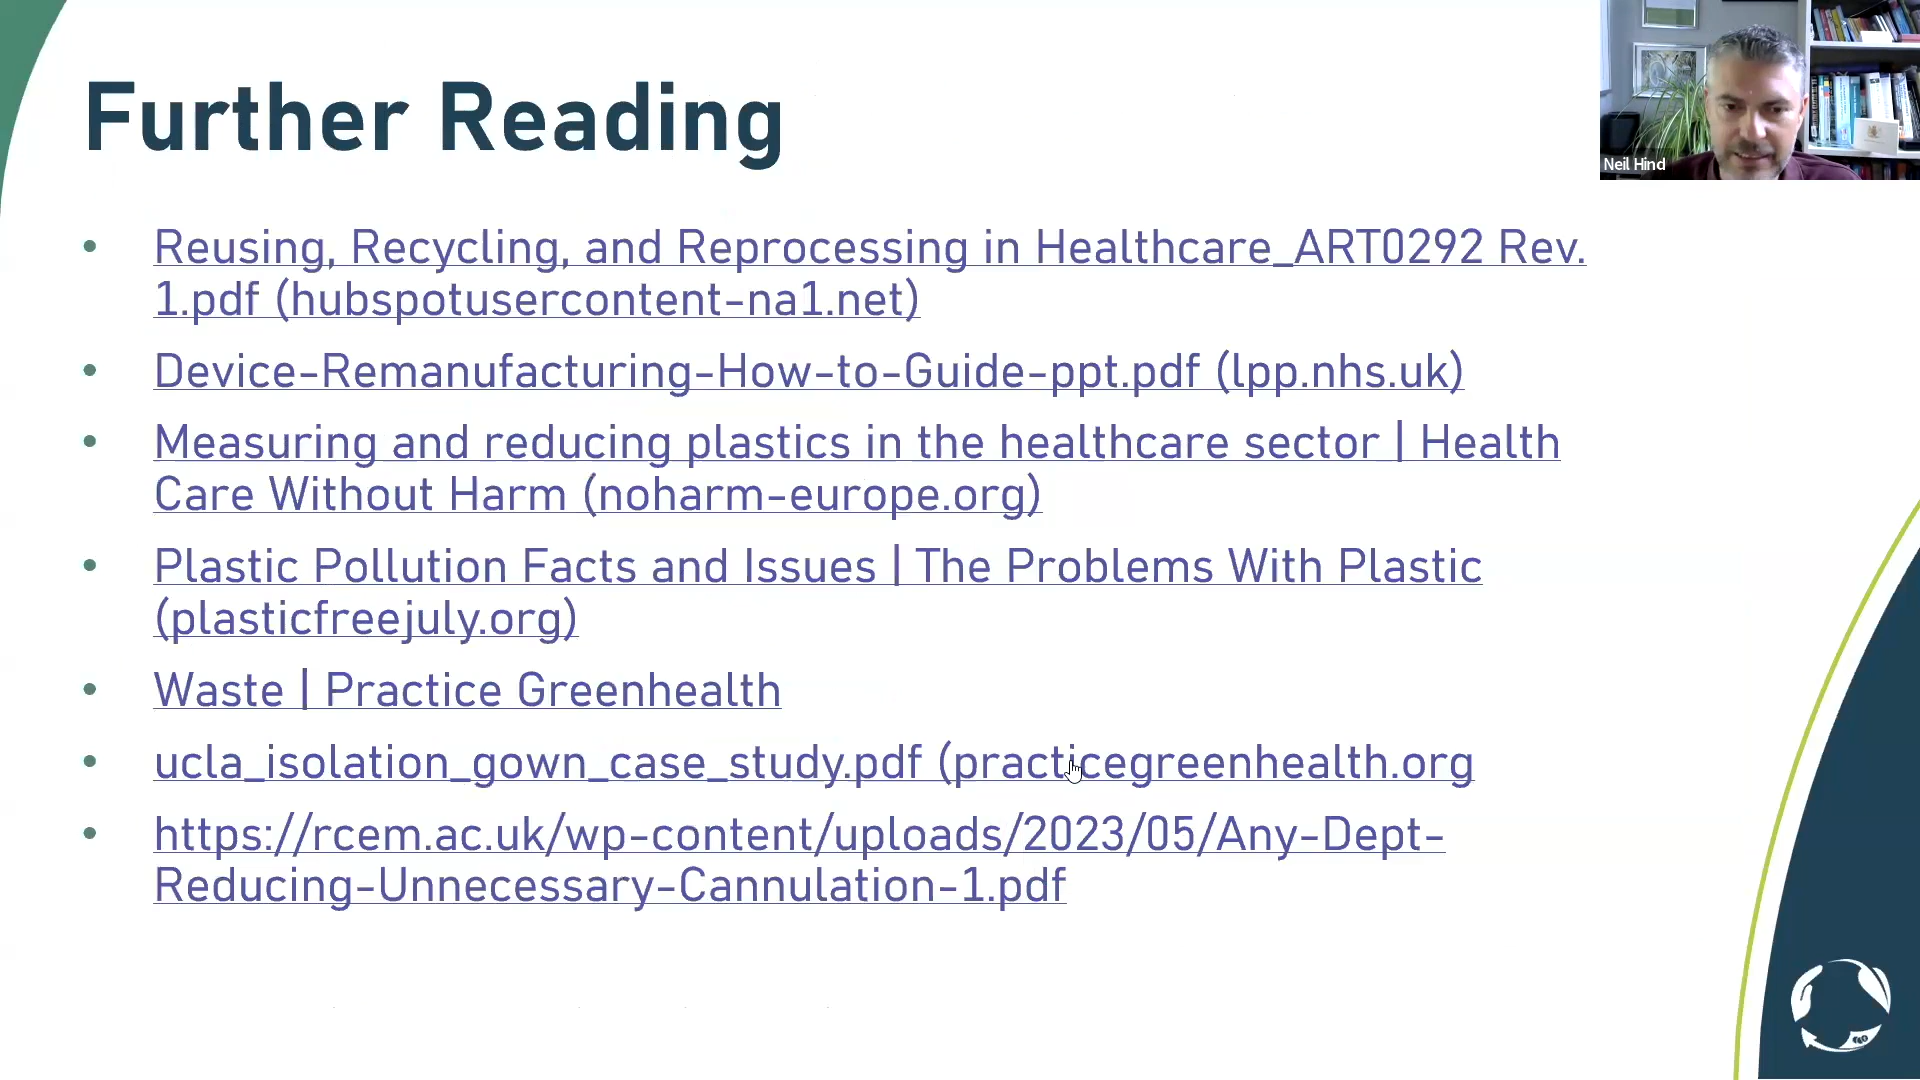 Further Reading
Neil Hind
• Reusing, Recycling, and Reprocessing in Healthcare_ART0292 Rev.
1.pdf (hubspotusercontent-na1.net)
• Device-Remanufacturing-How-to-Guide-ppt.pdf (lpp.nhs.uk)
• Measuring and reducing plastics in the healthcare sector | Health
Care Without Harm (noharm-europe.org)
• Plastic Pollution Facts and Issues | The Problems With Plastic
(plasticfreejuly.org)
• Waste | Practice Greenhealth
• ucla_isolation_gown_case_study.pdf (practicegreenhealth.org
• https://rcem.ac.uk/wp-content/uploads/2023/05/Any-Dept-
Reducing-Unnecessary-Cannulation-1.pdf